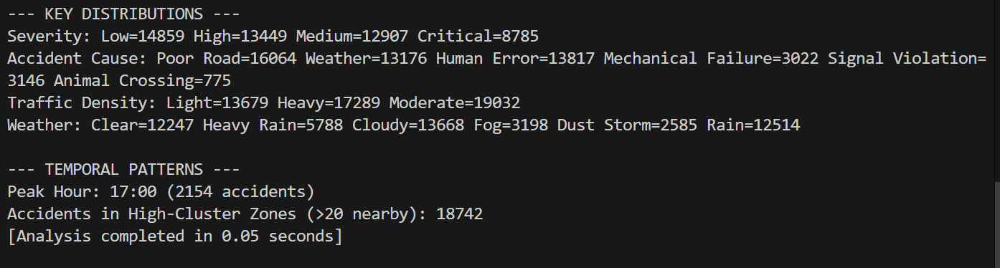 --- KEY DISTRIBUTIONS ---
Severity: Low=14859 High=13449 Medium=12907 Critical=8785
Accident Cause: Poor Road=16064 Weather=13176 Human Error=13817 Mechanical Failure=3022 Signal Violation=
3146 Animal Crossing=775
Traffic Density: Light=13679 Heavy=17289 Moderate=19032
Weather: Clear=12247 Heavy Rain=5788 Cloudy=13668 Fog=3198 Dust Storm=2585 Rain=12514
--- TEMPORAL PATTERNS ---
Peak Hour: 17:00 (2154 accidents)
Accidents in High-Cluster Zones (>20 nearby): 18742
[Analysis completed in 0.05 seconds]